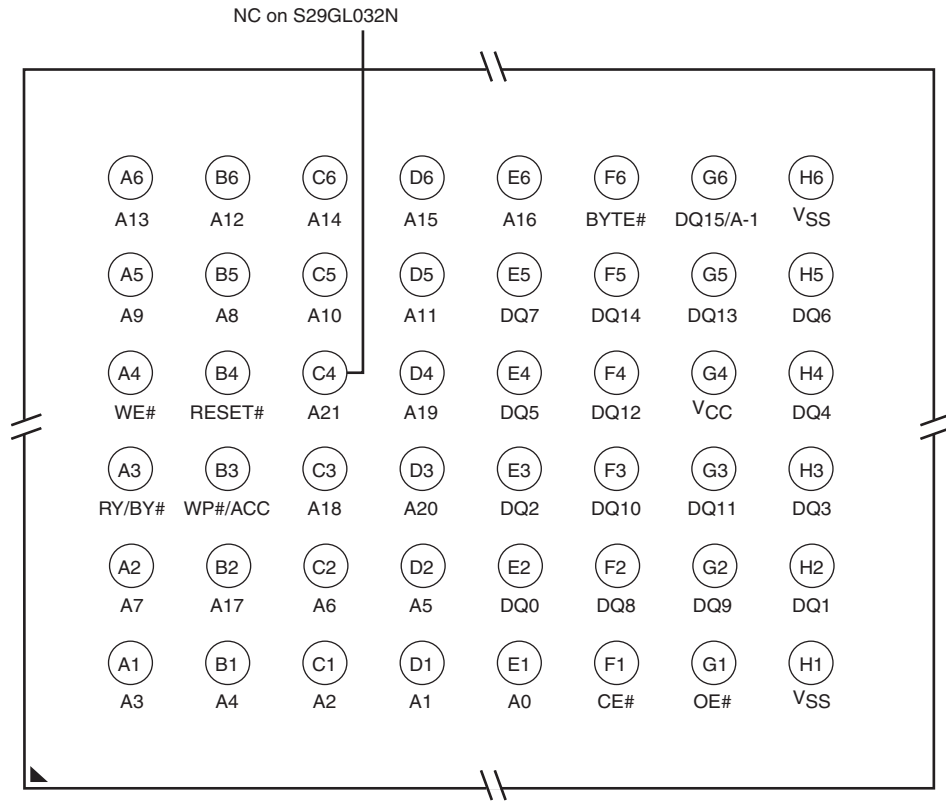 NC on S29GL032N
A6 B6 C6 D6 E6 F6 G6 H6
A13 A12 A14 A15 A16 BYTE# DQ15/A-1 VSS
A5 B5 C5 D5 E5 F5 G5 H5
A9 A8 A10 A11 DQ7 DQ14 DQ13 DQ6
A4 B4 C4 D4 E4 F4 G4 H4
WE# RESET# A21 A19 DQ5 DQ12 VCC DQ4
A3 B3 C3 D3 E3 F3 G3 H3
RY/BY# WP#/ACC A18 A20 DQ2 DQ10 DQ11 DQ3
A2 B2 C2 D2 E2 F2 G2 H2
A7 A17 A6 A5 DQ0 DQ8 DQ9 DQ1
A1 B1 C1 D1 E1 F1 G1 H1
A3 A4 A2 A1 A0 CE# OE# VSS